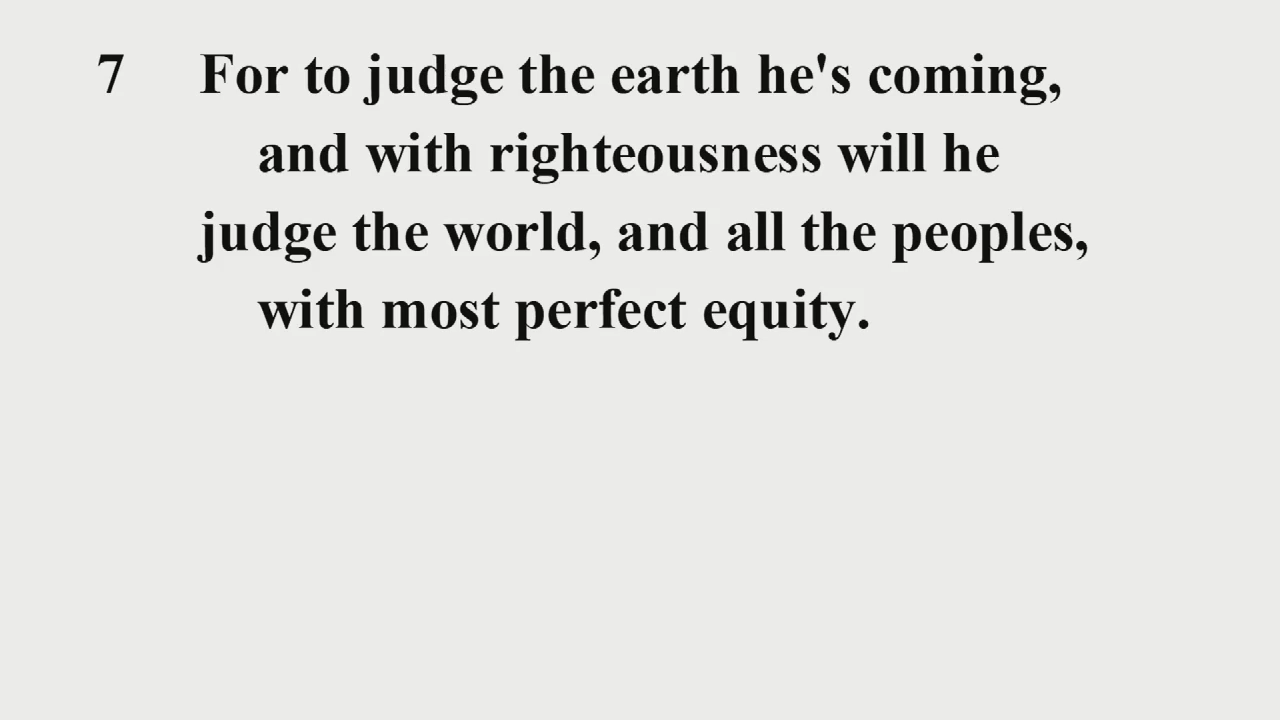 7 For to judge the earth he's coming,
and with righteousness will he
judge the world, and all the peoples,
with most perfect equity.